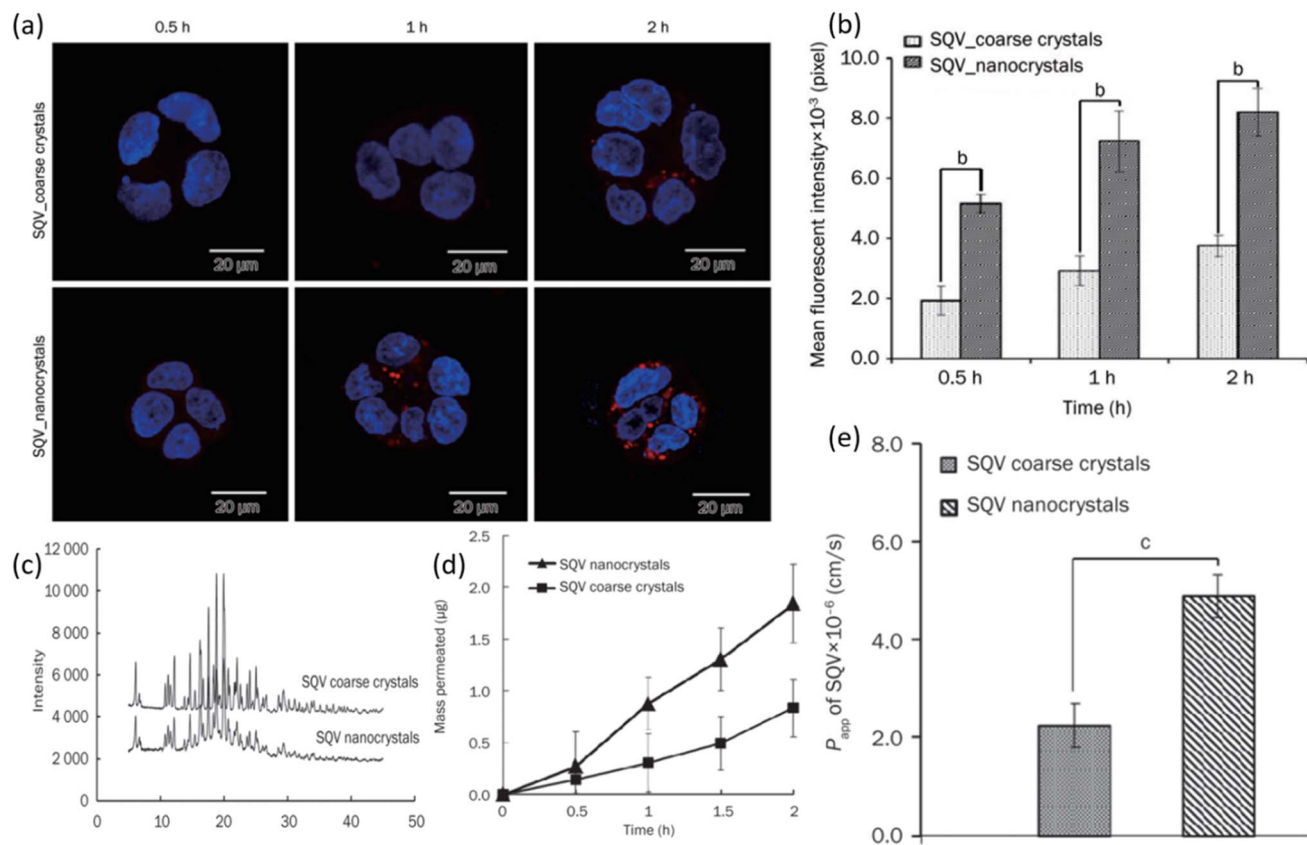 (a)
0.5 h
1 h
2 h
SQV_coarse crystals
20 μm
20 μm
20 μm
SQV_nanocrystals
20 μm
20 μm
20 μm
(b)
SQV_coarse crystals
SQV_nanocrystals
Mean fluorescent intensity×10⁻³ (pixel)
10.0
8.0
6.0
4.0
2.0
0.0
b
b
b
0.5 h
1 h
2 h
Time (h)
(c)
Intensity
12 000
10 000
8 000
6 000
4 000
2 000
0
SQV coarse crystals
SQV nanocrystals
0
10
20
30
40
50
(d)
SQV nanocrystals
SQV coarse crystals
Mass permeated (μg)
2.5
2.0
1.5
1.0
0.5
0.0
0
0.5
1
1.5
2
Time (h)
(e)
SQV coarse crystals
SQV nanocrystals
P_app of SQV×10⁻⁶ (cm/s)
8.0
6.0
4.0
2.0
0.0
c